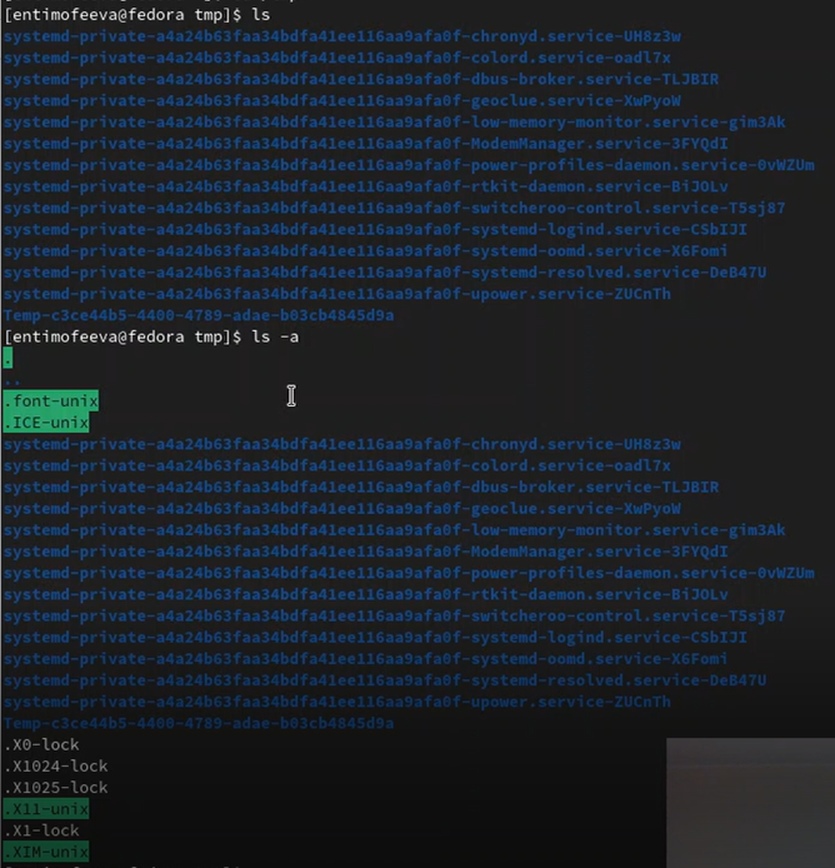 [entimofeeva@fedora tmp]$ ls
systemd-private-a4a24b63faa34bdfa41ee116aa9afa0f-chronyd.service-UH8z3w
systemd-private-a4a24b63faa34bdfa41ee116aa9afa0f-colord.service-oadl7x
systemd-private-a4a24b63faa34bdfa41ee116aa9afa0f-dbus-broker.service-TLJBIR
systemd-private-a4a24b63faa34bdfa41ee116aa9afa0f-geoclue.service-XwPyoW
systemd-private-a4a24b63faa34bdfa41ee116aa9afa0f-low-memory-monitor.service-gim3Ak
systemd-private-a4a24b63faa34bdfa41ee116aa9afa0f-ModemManager.service-3FYQdI
systemd-private-a4a24b63faa34bdfa41ee116aa9afa0f-power-profiles-daemon.service-0vWZUm
systemd-private-a4a24b63faa34bdfa41ee116aa9afa0f-rtkit-daemon.service-BiJOLv
systemd-private-a4a24b63faa34bdfa41ee116aa9afa0f-switcheroo-control.service-T5sj87
systemd-private-a4a24b63faa34bdfa41ee116aa9afa0f-systemd-logind.service-CSbIJI
systemd-private-a4a24b63faa34bdfa41ee116aa9afa0f-systemd-oomd.service-X6Fomi
systemd-private-a4a24b63faa34bdfa41ee116aa9afa0f-systemd-resolved.service-DeB47U
systemd-private-a4a24b63faa34bdfa41ee116aa9afa0f-upower.service-ZUCnTh
Temp-c3ce44b5-4400-4789-adae-b03cb4845d9a
[entimofeeva@fedora tmp]$ ls -a
.
..
.font-unix
.ICE-unix
systemd-private-a4a24b63faa34bdfa41ee116aa9afa0f-chronyd.service-UH8z3w
systemd-private-a4a24b63faa34bdfa41ee116aa9afa0f-colord.service-oadl7x
systemd-private-a4a24b63faa34bdfa41ee116aa9afa0f-dbus-broker.service-TLJBIR
systemd-private-a4a24b63faa34bdfa41ee116aa9afa0f-geoclue.service-XwPyoW
systemd-private-a4a24b63faa34bdfa41ee116aa9afa0f-low-memory-monitor.service-gim3Ak
systemd-private-a4a24b63faa34bdfa41ee116aa9afa0f-ModemManager.service-3FYQdI
systemd-private-a4a24b63faa34bdfa41ee116aa9afa0f-power-profiles-daemon.service-0vWZUm
systemd-private-a4a24b63faa34bdfa41ee116aa9afa0f-rtkit-daemon.service-BiJOLv
systemd-private-a4a24b63faa34bdfa41ee116aa9afa0f-switcheroo-control.service-T5sj87
systemd-private-a4a24b63faa34bdfa41ee116aa9afa0f-systemd-logind.service-CSbIJI
systemd-private-a4a24b63faa34bdfa41ee116aa9afa0f-systemd-oomd.service-X6Fomi
systemd-private-a4a24b63faa34bdfa41ee116aa9afa0f-systemd-resolved.service-DeB47U
systemd-private-a4a24b63faa34bdfa41ee116aa9afa0f-upower.service-ZUCnTh
Temp-c3ce44b5-4400-4789-adae-b03cb4845d9a
.X0-lock
.X1024-lock
.X1025-lock
.X11-unix
.X1-lock
.XIM-unix